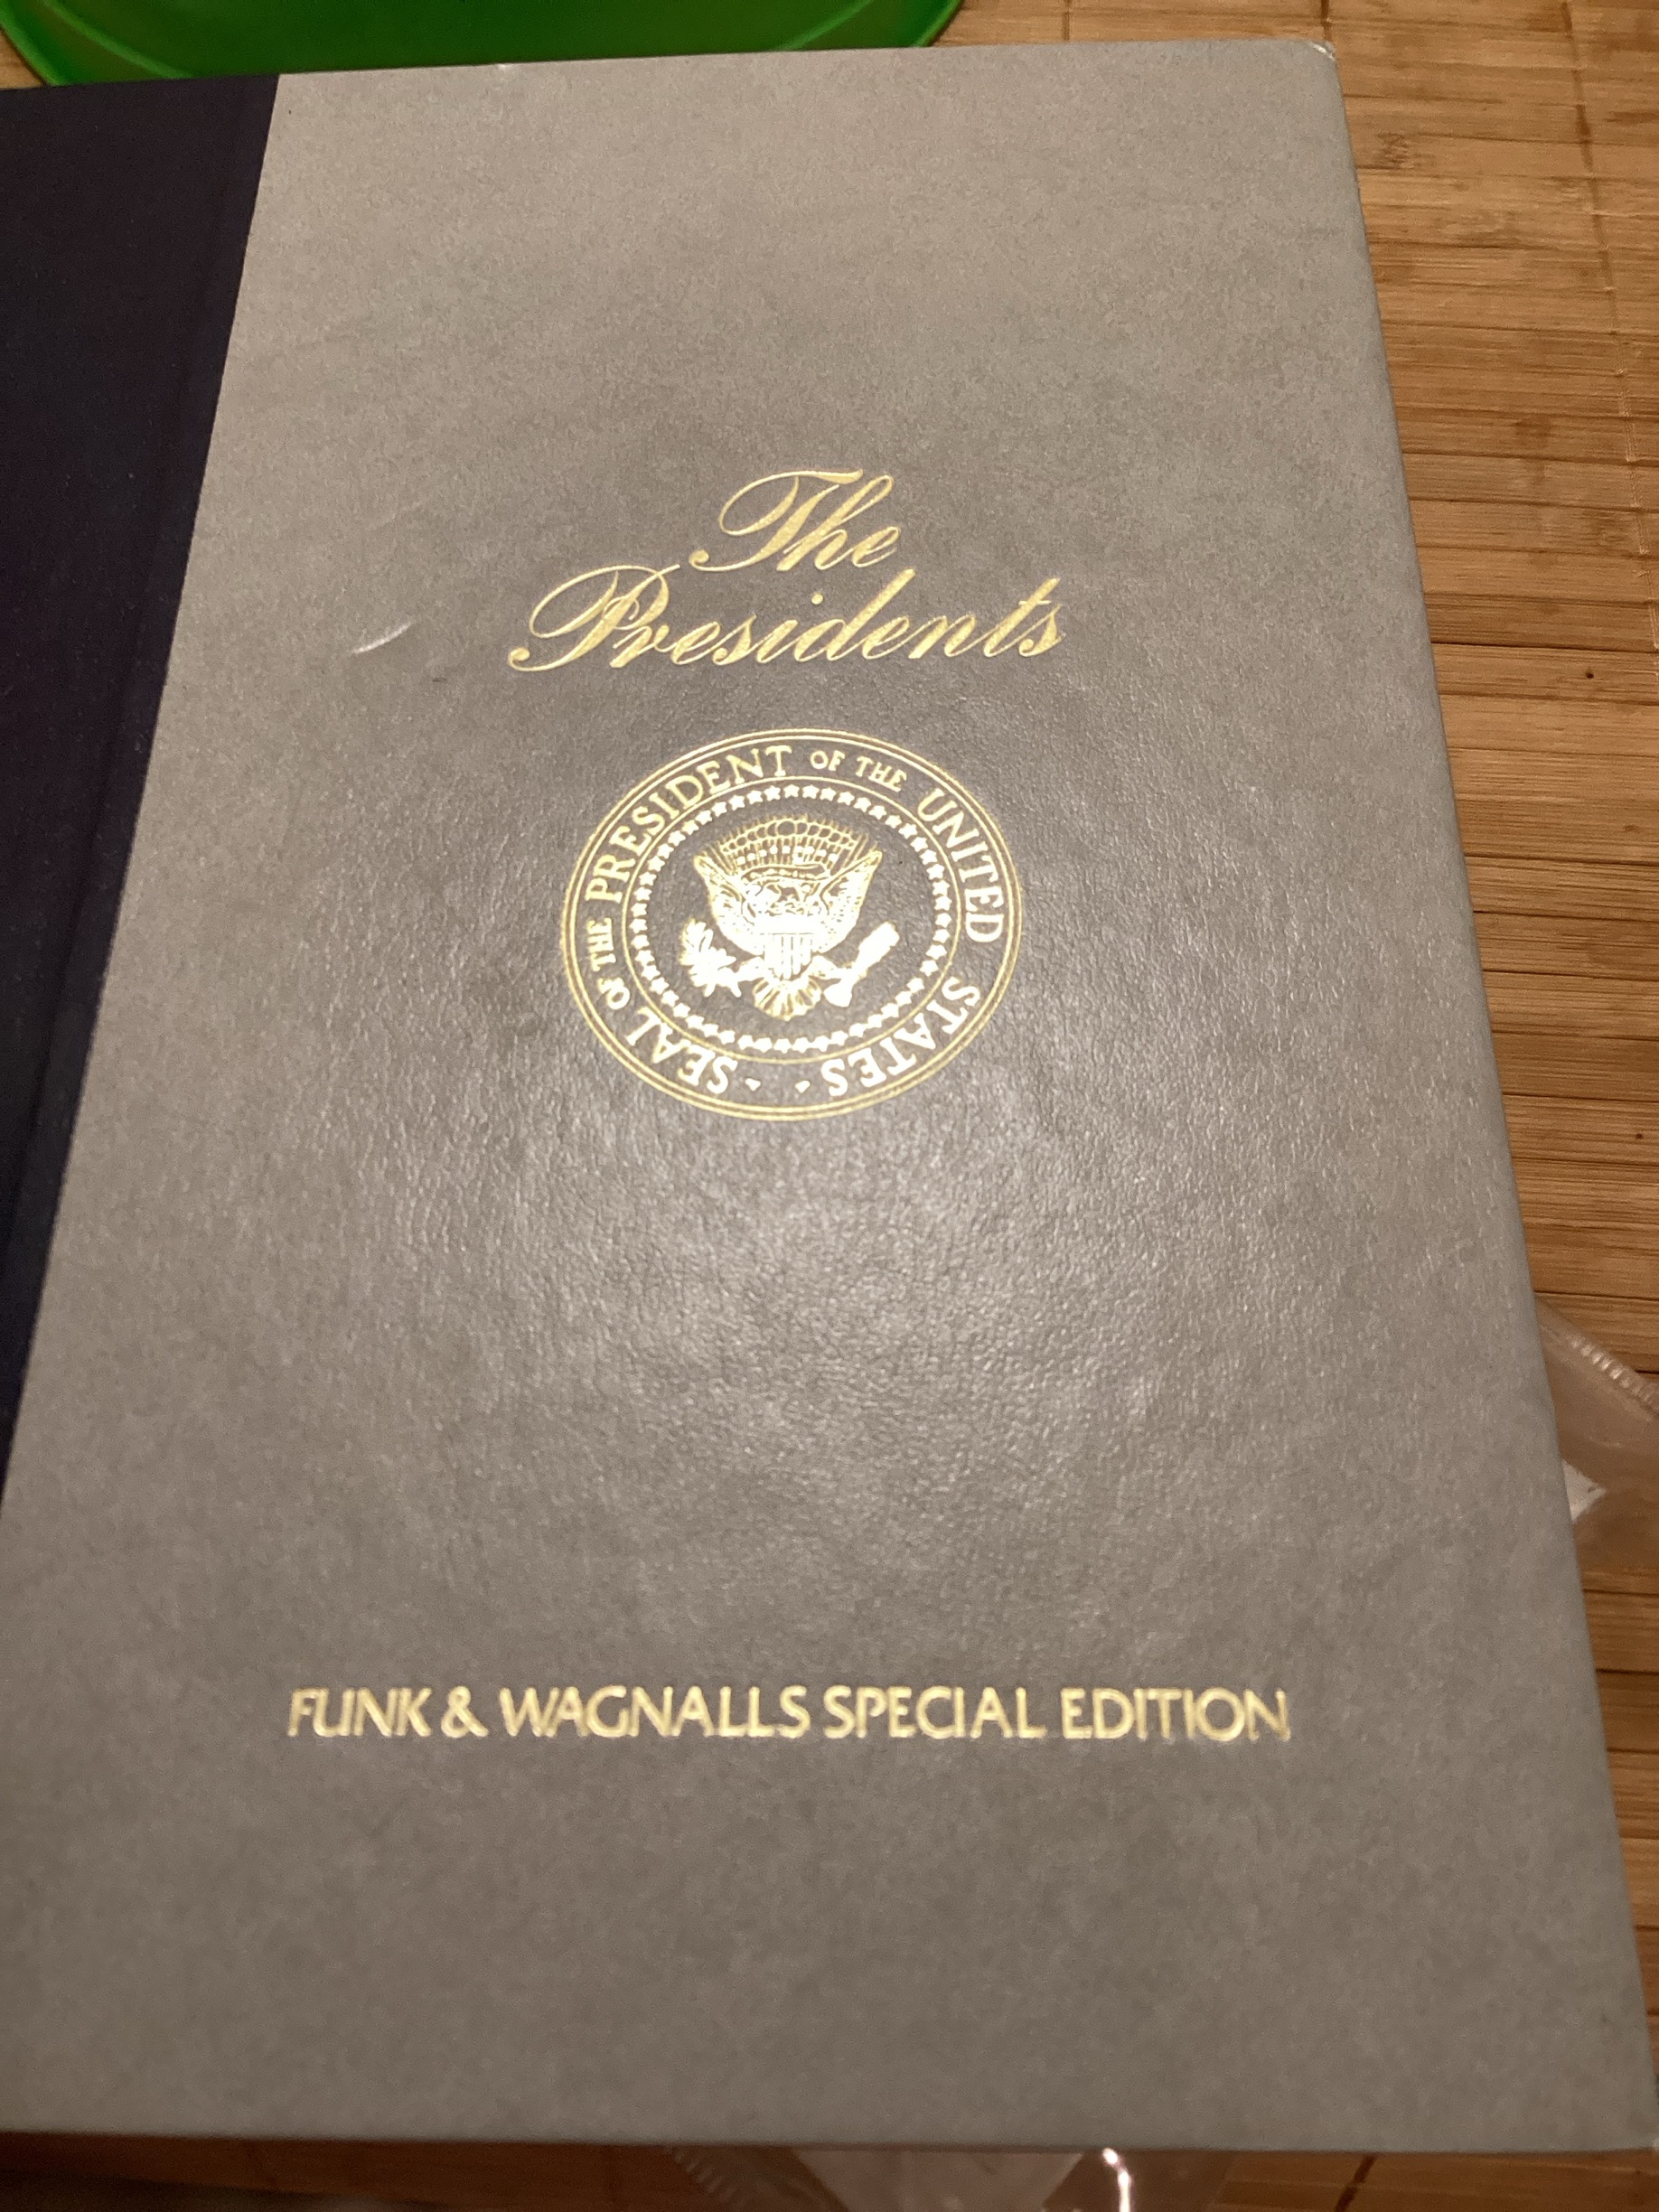 The
Presidents
SEAL OF THE PRESIDENT OF THE UNITED STATES
FUNK & WAGNALLS SPECIAL EDITION